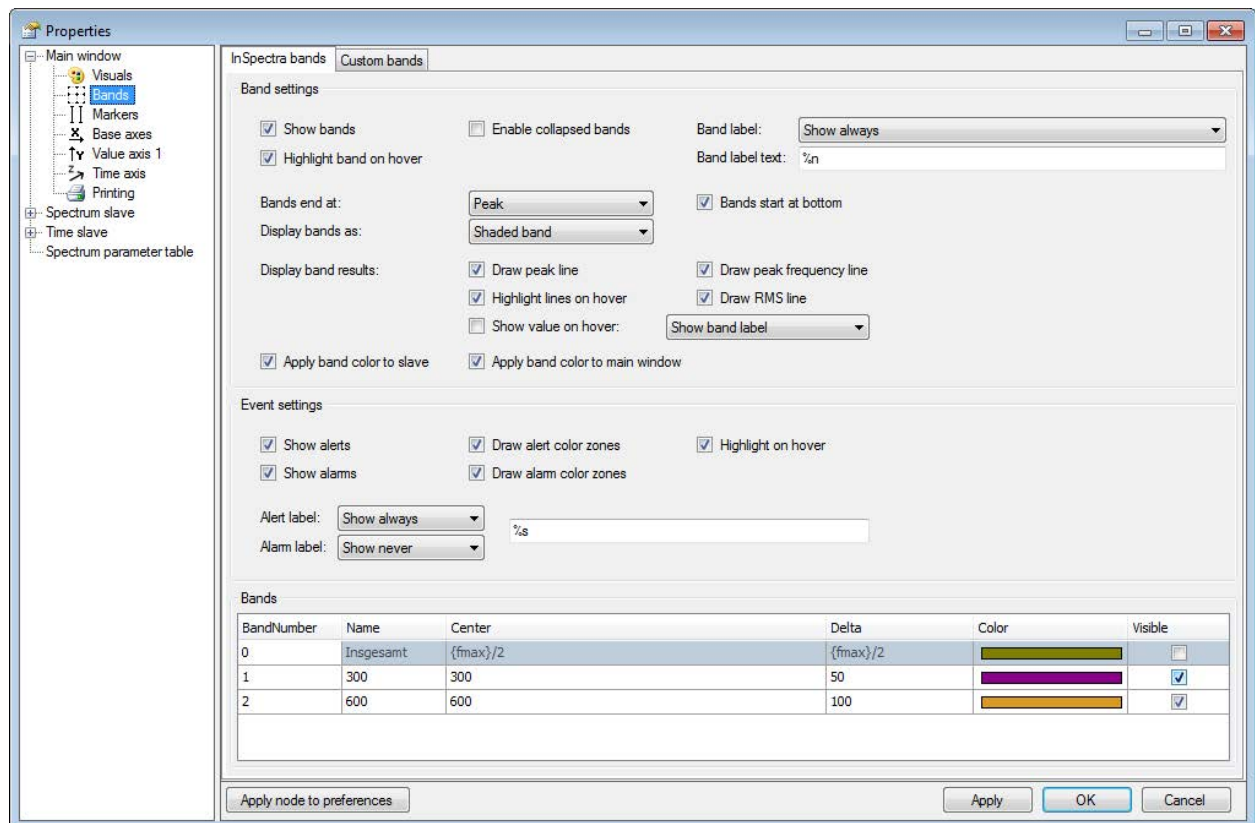 Properties
Main window
Visuals
Bands
Markers
Base axes
Value axis 1
Time axis
Printing
Spectrum slave
Time slave
Spectrum parameter table
InSpectra bands Custom bands
Band settings
Show bands Enable collapsed bands Band label: Show always
Highlight band on hover Band label text: %n
Bands end at: Peak Bands start at bottom
Display bands as: Shaded band
Display band results: Draw peak line Draw peak frequency line
Highlight lines on hover Draw RMS line
Show value on hover: Show band label
Apply band color to slave Apply band color to main window
Event settings
Show alerts Draw alert color zones Highlight on hover
Show alarms Draw alarm color zones
Alert label: Show always %s
Alarm label: Show never
Bands
BandNumber Name Center Delta Color Visible
0 Insgesamt {fmax}/2 {fmax}/2
1 300 300 50
2 600 600 100
Apply node to preferences Apply OK Cancel